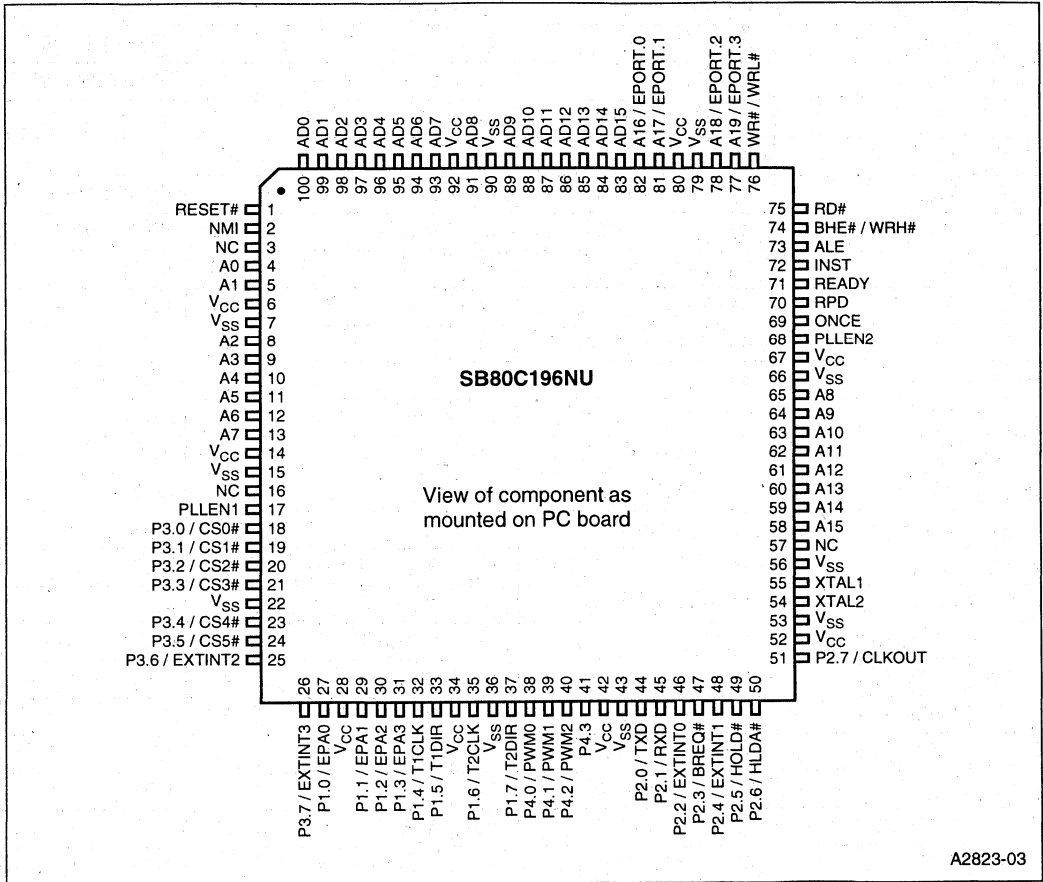 100 AD0
99 AD1
98 AD2
97 AD3
96 AD4
95 AD5
94 AD6
93 AD7
92 VCC
91 AD8
90 VSS
89 AD9
88 AD10
87 AD11
86 AD12
85 AD13
84 AD14
83 AD15
82 A16 / EPORT.0
81 A17 / EPORT.1
80 VCC
79 VSS
78 A18 / EPORT.2
77 A19 / EPORT.3
76 WR# / WRL#
RESET# 1
NMI 2
NC 3
A0 4
A1 5
VCC 6
VSS 7
A2 8
A3 9
A4 10
A5 11
A6 12
A7 13
VCC 14
VSS 15
NC 16
PLLEN1 17
P3.0 / CS0# 18
P3.1 / CS1# 19
P3.2 / CS2# 20
P3.3 / CS3# 21
VSS 22
P3.4 / CS4# 23
P3.5 / CS5# 24
P3.6 / EXTINT2 25
SB80C196NU
View of component as
mounted on PC board
75 RD#
74 BHE# / WRH#
73 ALE
72 INST
71 READY
70 RPD
69 ONCE
68 PLLEN2
67 VCC
66 VSS
65 A8
64 A9
63 A10
62 A11
61 A12
60 A13
59 A14
58 A15
57 NC
56 VSS
55 XTAL1
54 XTAL2
53 VSS
52 VCC
51 P2.7 / CLKOUT
26 P3.7 / EXTINT3
27 P1.0 / EPA0
28 VCC
29 P1.1 / EPA1
30 P1.2 / EPA2
31 P1.3 / EPA3
32 P1.4 / T1CLK
33 P1.5 / T1DIR
34 VCC
35 P1.6 / T2CLK
36 VSS
37 P1.7 / T2DIR
38 P4.0 / PWM0
39 P4.1 / PWM1
40 P4.2 / PWM2
41 P4.3
42 VCC
43 VSS
44 P2.0 / TXD
45 P2.1 / RXD
46 P2.2 / EXTINT0
47 P2.3 / BREQ#
48 P2.4 / EXTINT1
49 P2.5 / HOLD#
50 P2.6 / HLDA#
A2823-03